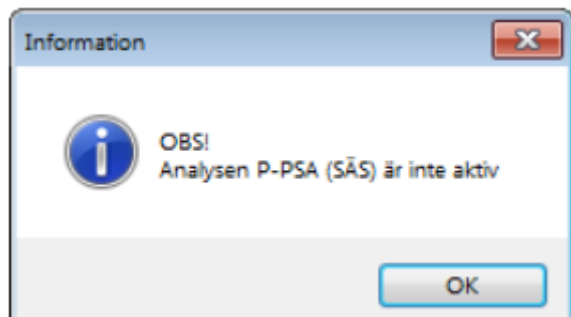 Information
OBS!
Analysen P-PSA (SÄS) är inte aktiv
OK